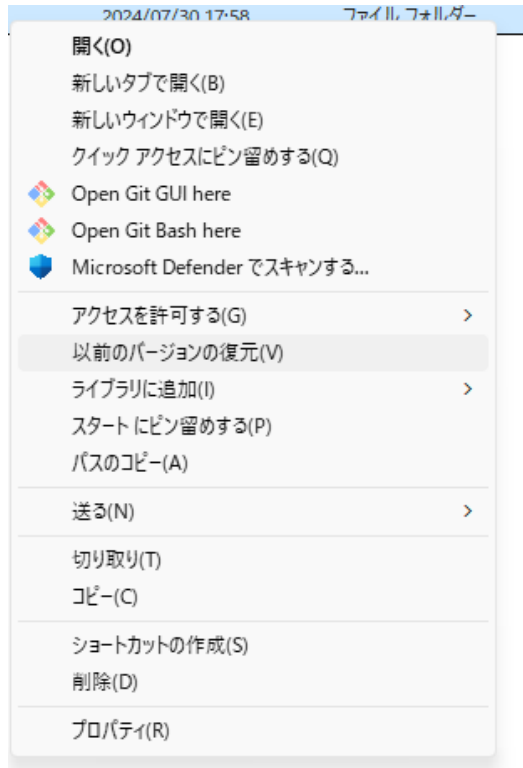 2024/07/30 17:58 ファイル フォルダー
開く(O)
新しいタブで開く(B)
新しいウィンドウで開く(E)
クイック アクセスにピン留めする(Q)
Open Git GUI here
Open Git Bash here
Microsoft Defender でスキャンする...
アクセスを許可する(G)
以前のバージョンの復元(V)
ライブラリに追加(I)
スタート にピン留めする(P)
パスのコピー(A)
送る(N)
切り取り(T)
コピー(C)
ショートカットの作成(S)
削除(D)
プロパティ(R)